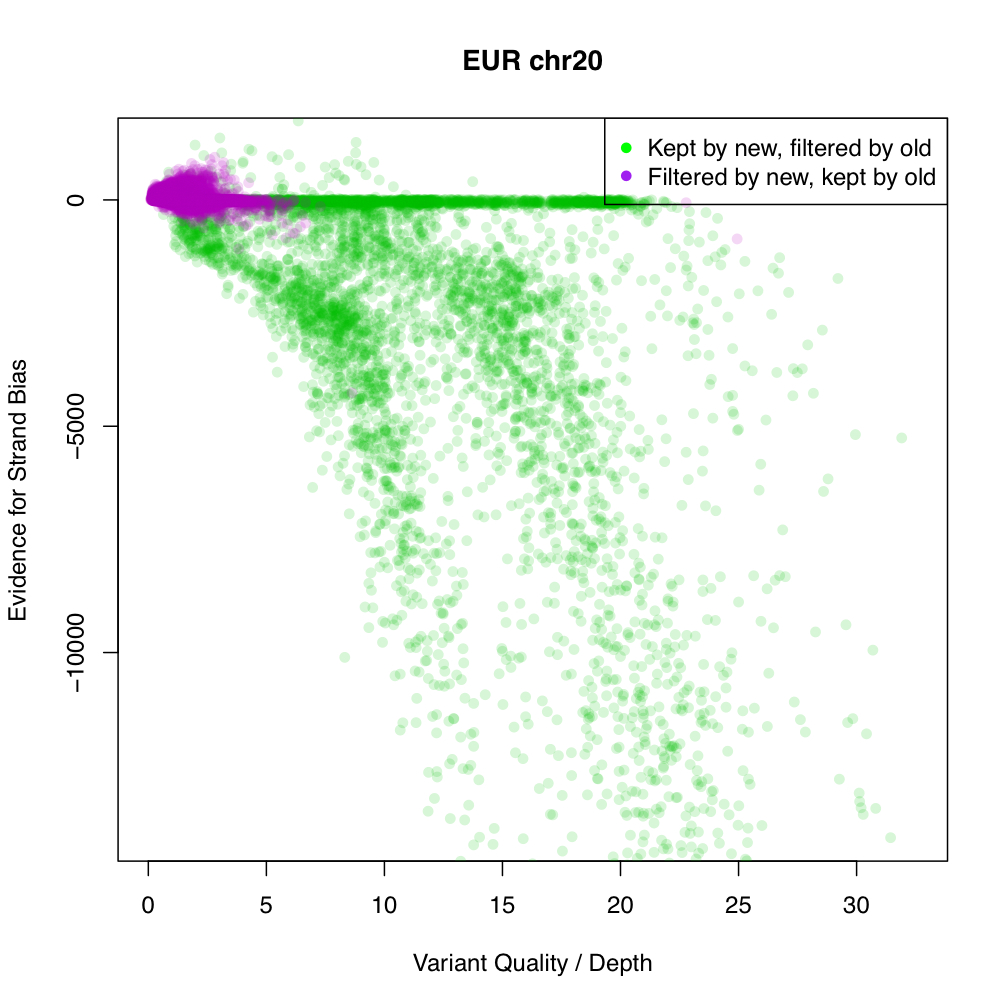 EUR chr20
Kept by new, filtered by old
Filtered by new, kept by old
0
−5000
−10000
Evidence for Strand Bias
0 5 10 15 20 25 30
Variant Quality / Depth